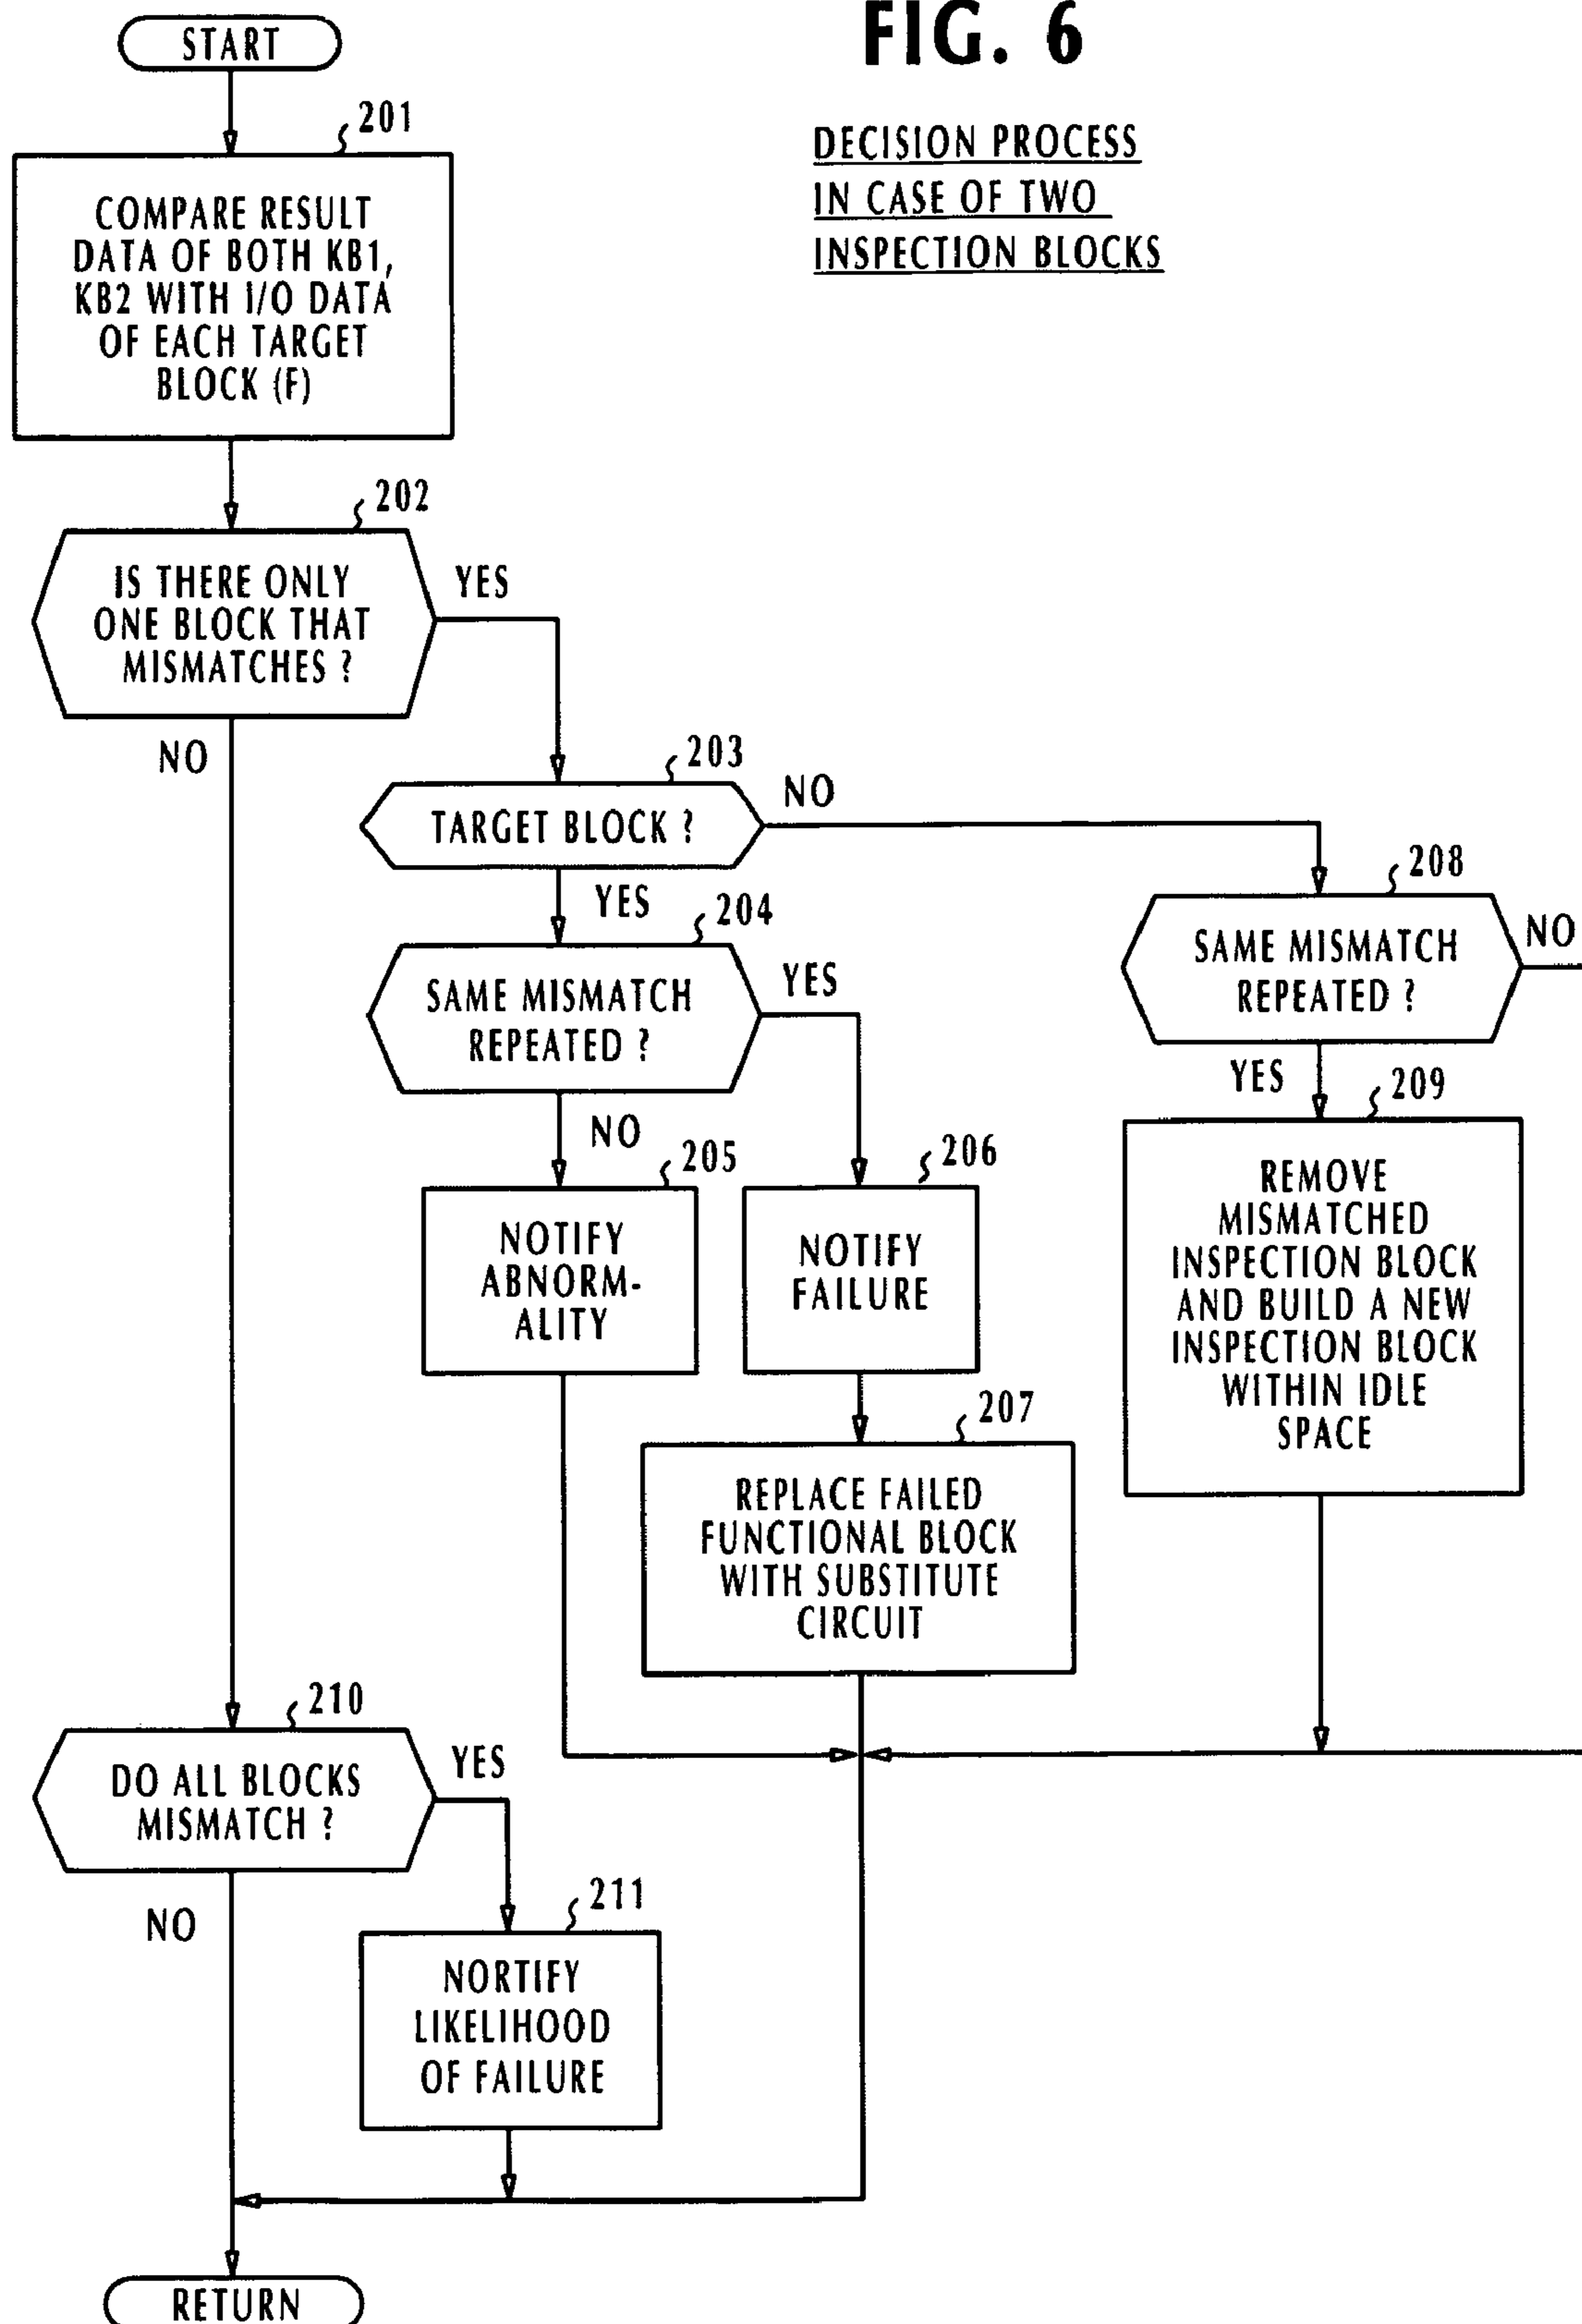 START
FIG. 6
DECISION PROCESS
IN CASE OF TWO
INSPECTION BLOCKS
201
COMPARE RESULT
DATA OF BOTH KB1,
KB2 WITH I/O DATA
OF EACH TARGET
BLOCK (F)
202
IS THERE ONLY
ONE BLOCK THAT
MISMATCHES ?
YES
NO
203
TARGET BLOCK ?
NO
YES
204
SAME MISMATCH
REPEATED ?
YES
NO
205
NOTIFY
ABNORM-
ALITY
206
NOTIFY
FAILURE
207
REPLACE FAILED
FUNCTIONAL BLOCK
WITH SUBSTITUTE
CIRCUIT
208
SAME MISMATCH
REPEATED ?
NO
YES
209
REMOVE
MISMATCHED
INSPECTION BLOCK
AND BUILD A NEW
INSPECTION BLOCK
WITHIN IDLE
SPACE
210
DO ALL BLOCKS
MISMATCH ?
YES
NO
211
NORTIFY
LIKELIHOOD
OF FAILURE
RETURN